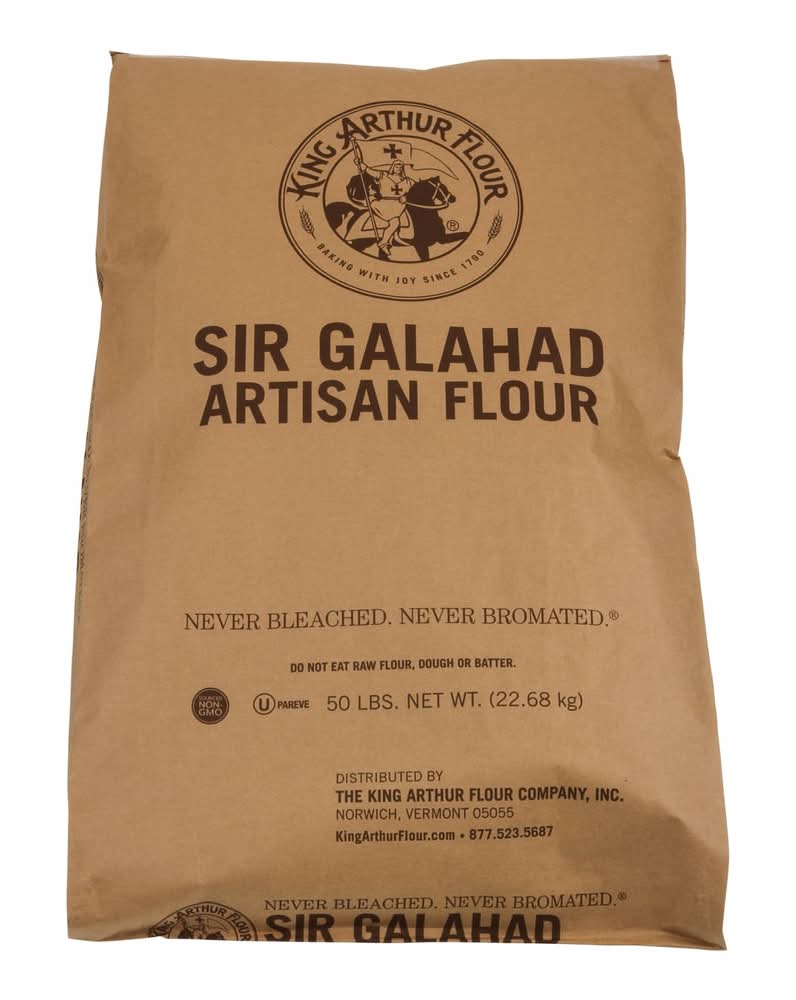 KING ARTHUR FLOUR
®
BAKING WITH JOY SINCE 1790
SIR GALAHAD
ARTISAN FLOUR
NEVER BLEACHED. NEVER BROMATED.®
DO NOT EAT RAW FLOUR, DOUGH OR BATTER.
SOURCED
NON-
GMO
U PAREVE
50 LBS. NET WT. (22.68 kg)
DISTRIBUTED BY
THE KING ARTHUR FLOUR COMPANY, INC.
NORWICH, VERMONT 05055
KingArthurFlour.com • 877.523.5687
KING ARTHUR FLOUR
NEVER BLEACHED. NEVER BROMATED.®
SIR GALAHAD